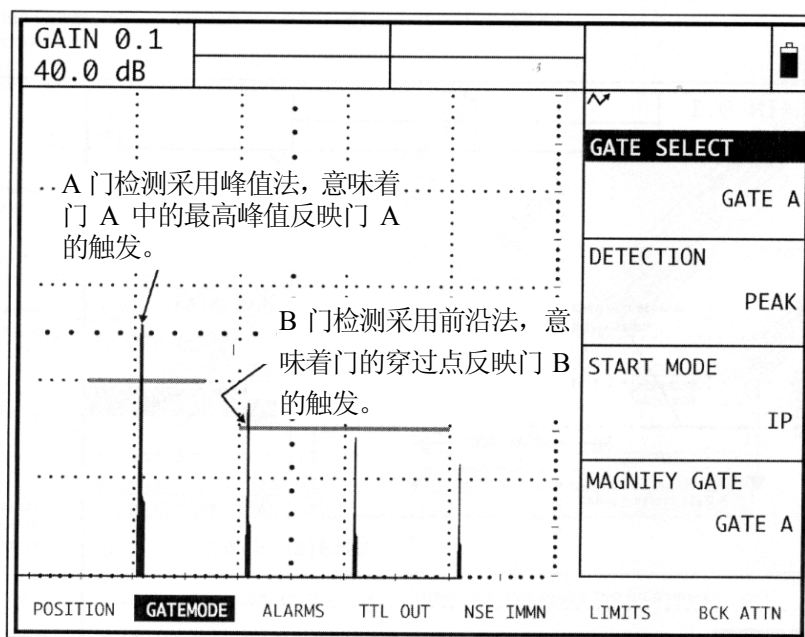 GAIN 0.1
40.0 dB
GATE SELECT
GATE A
DETECTION
PEAK
START MODE
IP
MAGNIFY GATE
GATE A
A 门检测采用峰值法，意味着
门 A 中的最高峰值反映门 A
的触发。
B 门检测采用前沿法，意
味着门的穿过点反映门 B
的触发。
POSITION GATEMODE ALARMS TTL OUT NSE IMMN LIMITS BCK ATTN